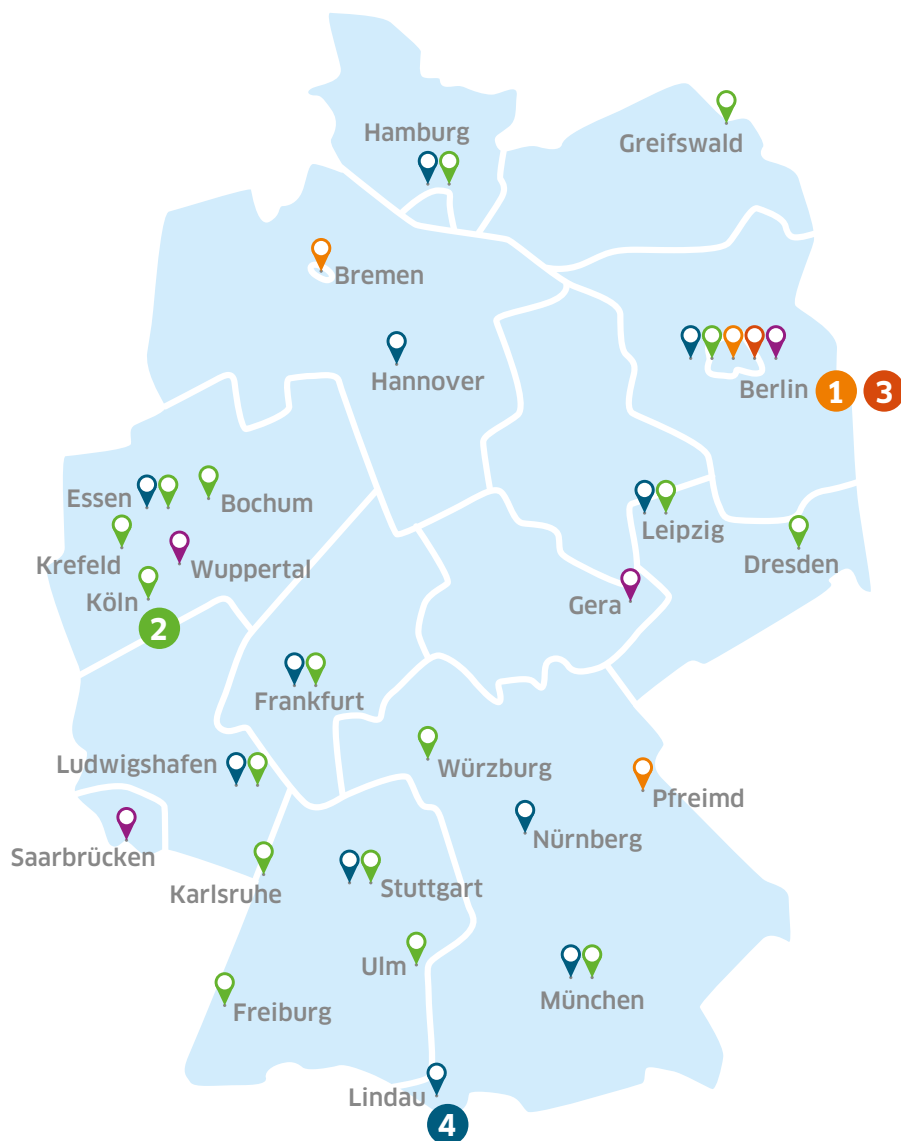 Hamburg
Greifswald
Bremen
Hannover
Berlin 1 3
Essen
Bochum
Leipzig
Krefeld
Wuppertal
Dresden
Köln
Gera
2
Frankfurt
Ludwigshafen
Würzburg
Pfreimd
Nürnberg
Saarbrücken
Karlsruhe
Stuttgart
Ulm
München
Freiburg
Lindau
4